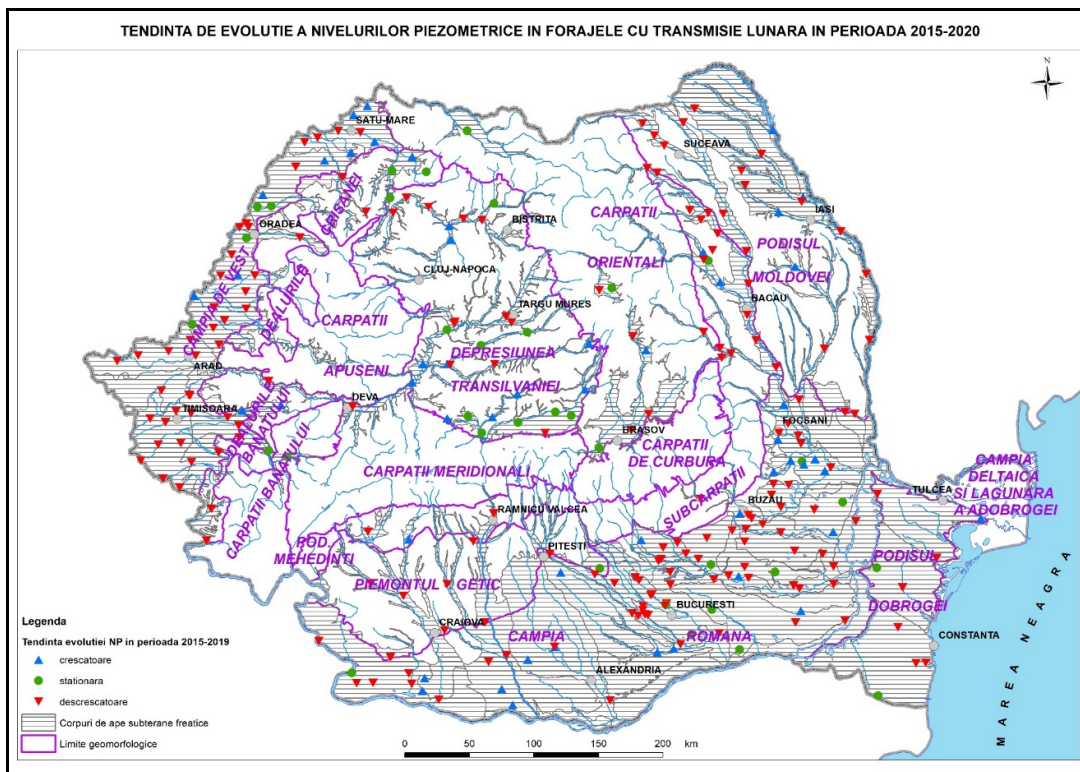 TENDINTA DE EVOLUTIE A NIVELURILOR PIEZOMETRICE IN FORAJELE CU TRANSMISIE LUNARA IN PERIOADA 2015-2020
N
SATU-MARE
SUCEAVA
IASI
ORADEA
CRISANEI
BISTRITA
CARPATII
ORIENTALI
PODISUL
MOLDOVEI
CLUJ-NAPOCA
CAMPIA DE VEST
DEALURILE
CARPATII
APUSENI
TARGU MURES
BACAU
DEPRESIUNEA
TRANSILVANIEI
ARAD
DEVA
TIMISOARA
DEALURILE
BANATULUI
CARPATII BANATULUI
FOCSANI
BRASOV
CARPATII
DE CURBURA
CARPATII MERIDIONALI
SUBCARPATII
BUZAU
TULCEA
CAMPIA
DELTAICA
SI LAGUNARA
A ADOBROGEI
RAMNICU VALCEA
POD.
MEHEDINTI
PITESTI
PIEMONTUL GETIC
PODISUL
DOBROGEI
BUCURESTI
CRAIOVA
CAMPIA
ROMANA
CONSTANTA
ALEXANDRIA
MAREA NEAGRA
Legenda
Tendinta evolutiei NP in perioada 2015-2019
crescatoare
stationara
descrescatoare
Corpuri de ape subterane freatice
Limite geomorfologice
0 50 100 150 200 km